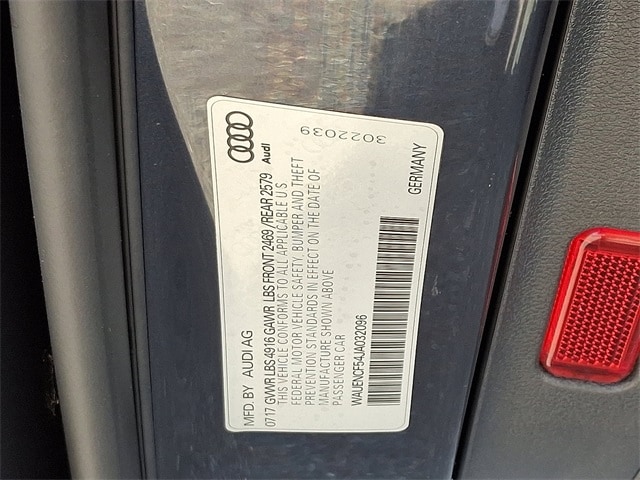 MFD. BY AUDI AG
0717 GVWR LBS 4916 GAWR LBS FRONT 2469 /REAR 2579
THIS VEHICLE CONFORMS TO ALL APPLICABLE U S
FEDERAL MOTOR VEHICLE SAFETY, BUMPER AND THEFT
PREVENTION STANDARDS IN EFFECT ON THE DATE OF
MANUFACTURE SHOWN ABOVE
PASSENGER CAR
WAUENCF54JA032096
GERMANY
Audi
3022039